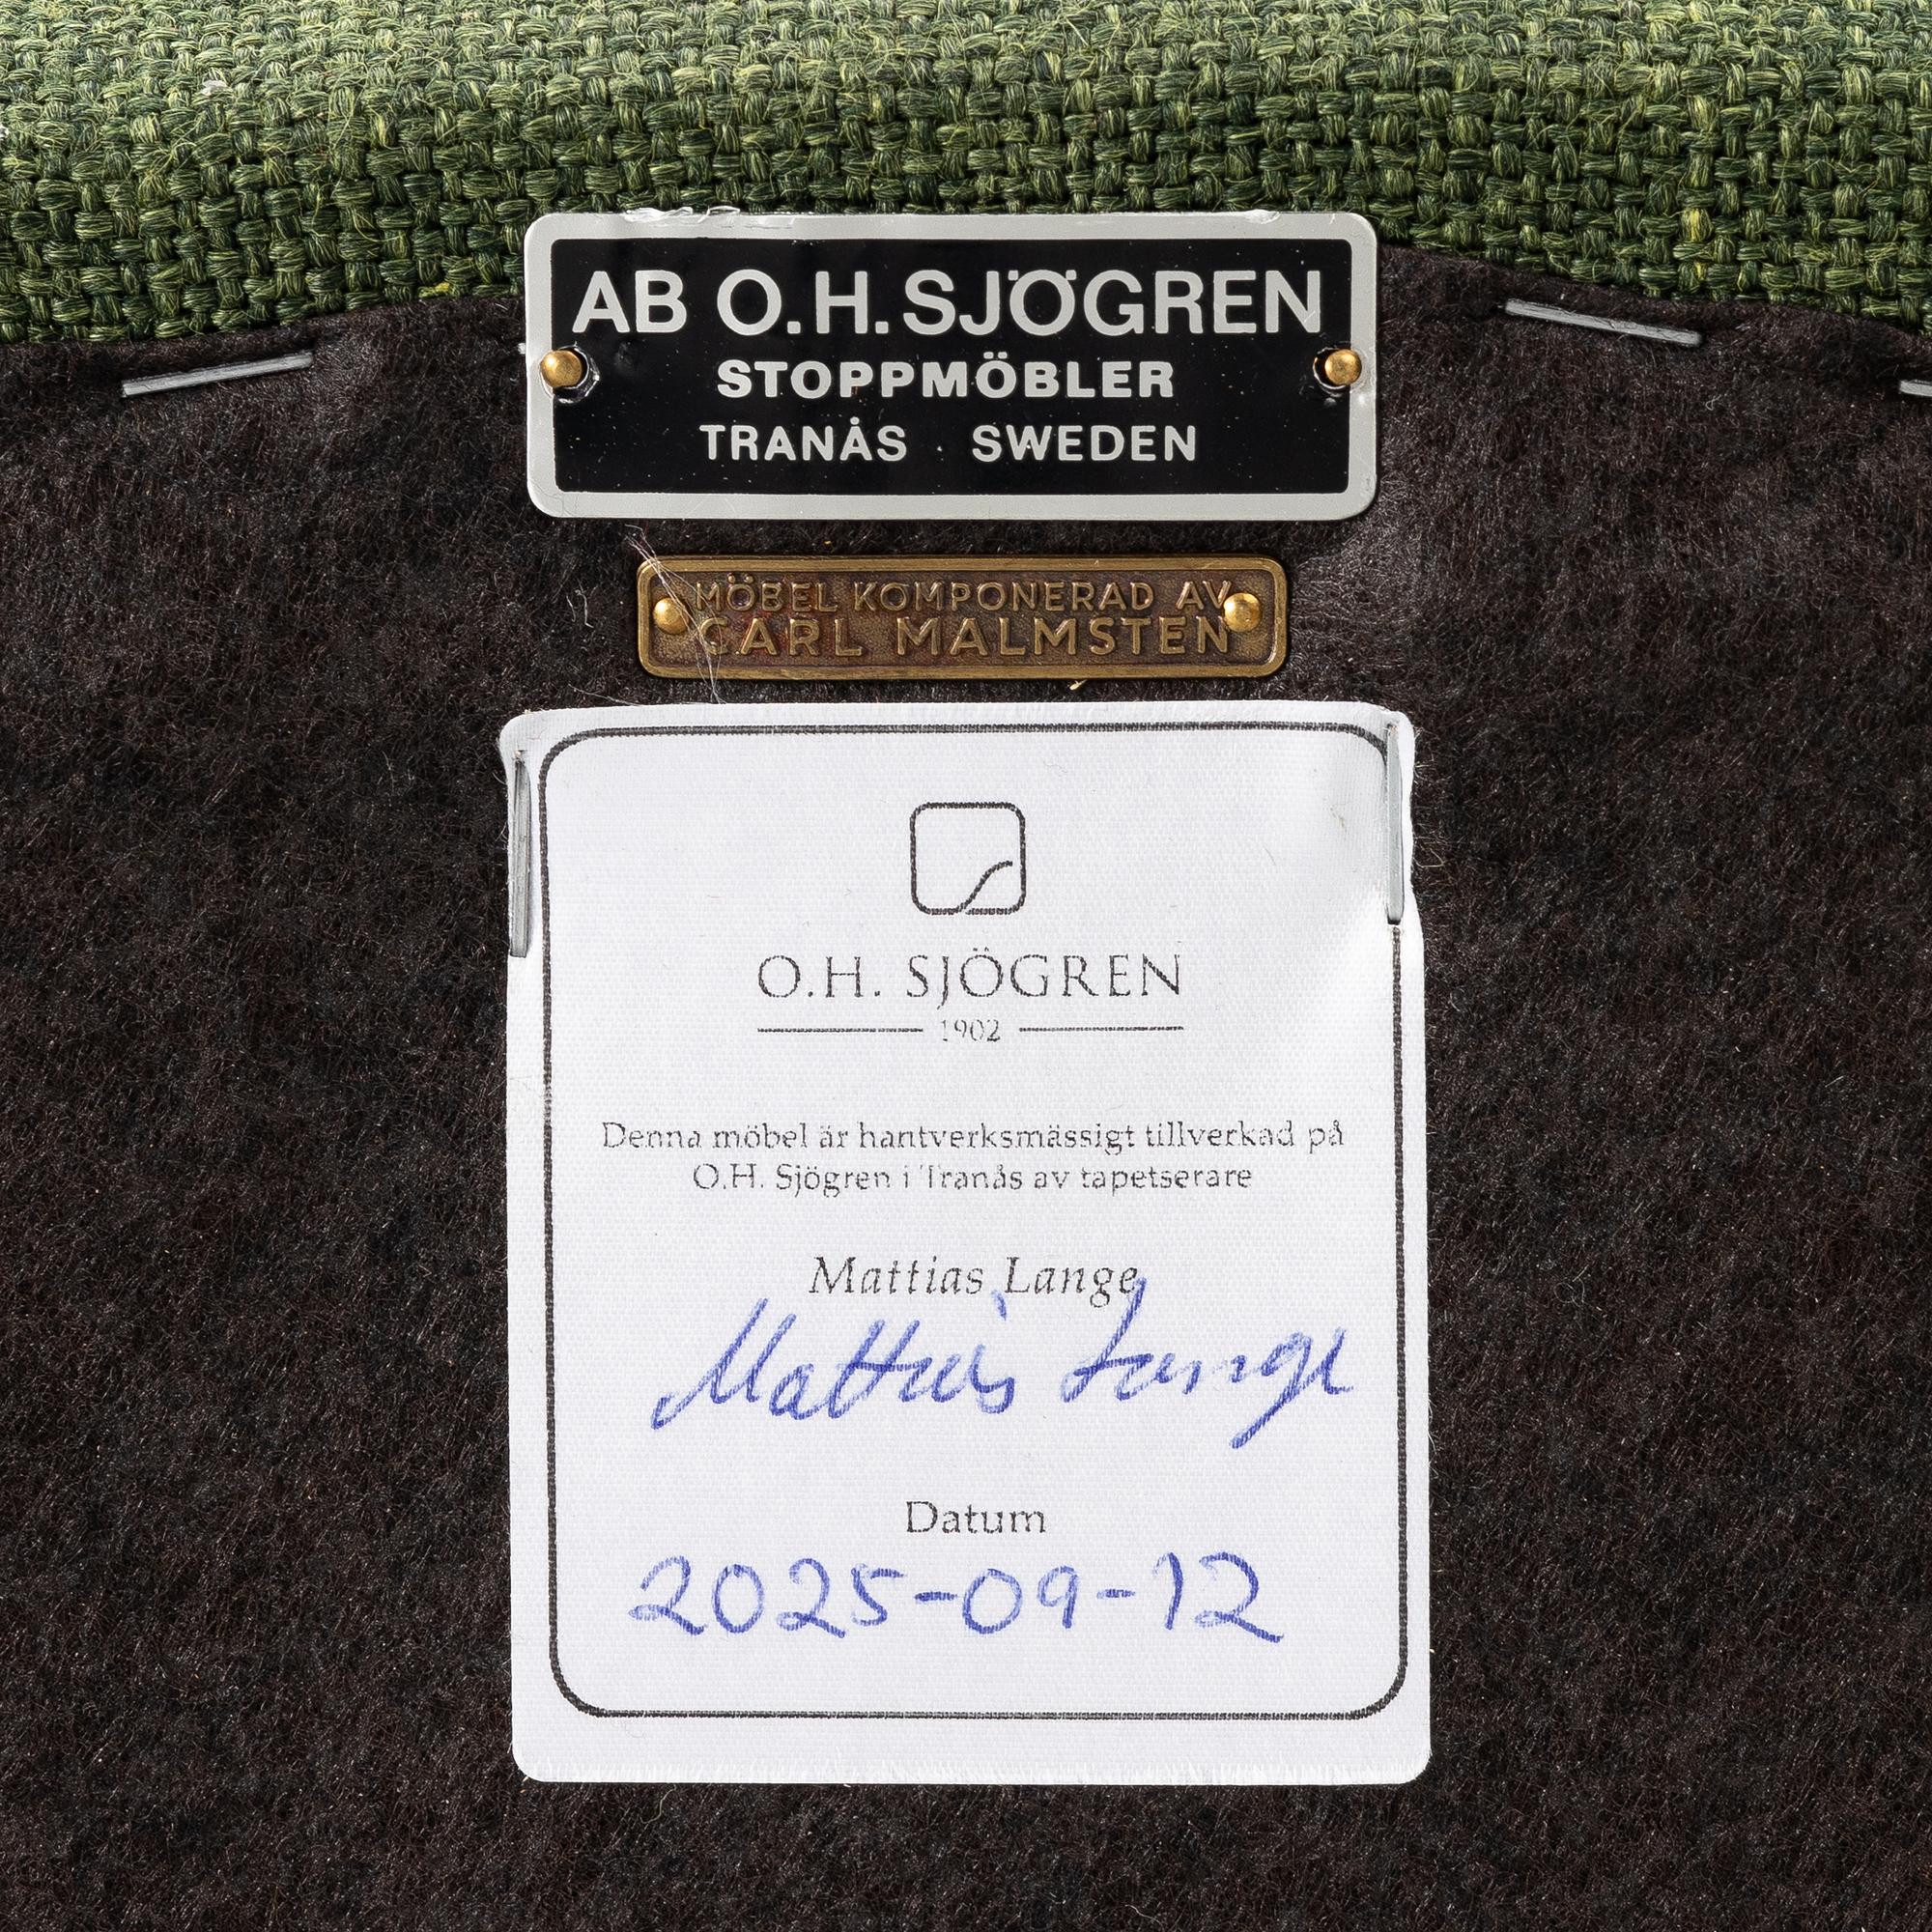 AB O.H. SJÖGREN
STOPPMÖBLER
TRANÅS · SWEDEN
MÖBEL KOMPONERAD AV
CARL MALMSTEN
O.H. SJÖGREN
1902
Denna möbel är hantverksmässigt tillverkad på
O.H. Sjögren i Tranås av tapetserare
Mattias Lange
Mattias Lange
Datum
2025-09-12